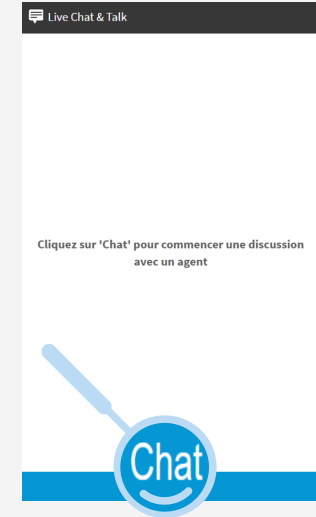 Live Chat & Talk
Cliquez sur 'Chat' pour commencer une discussion
avec un agent
Chat